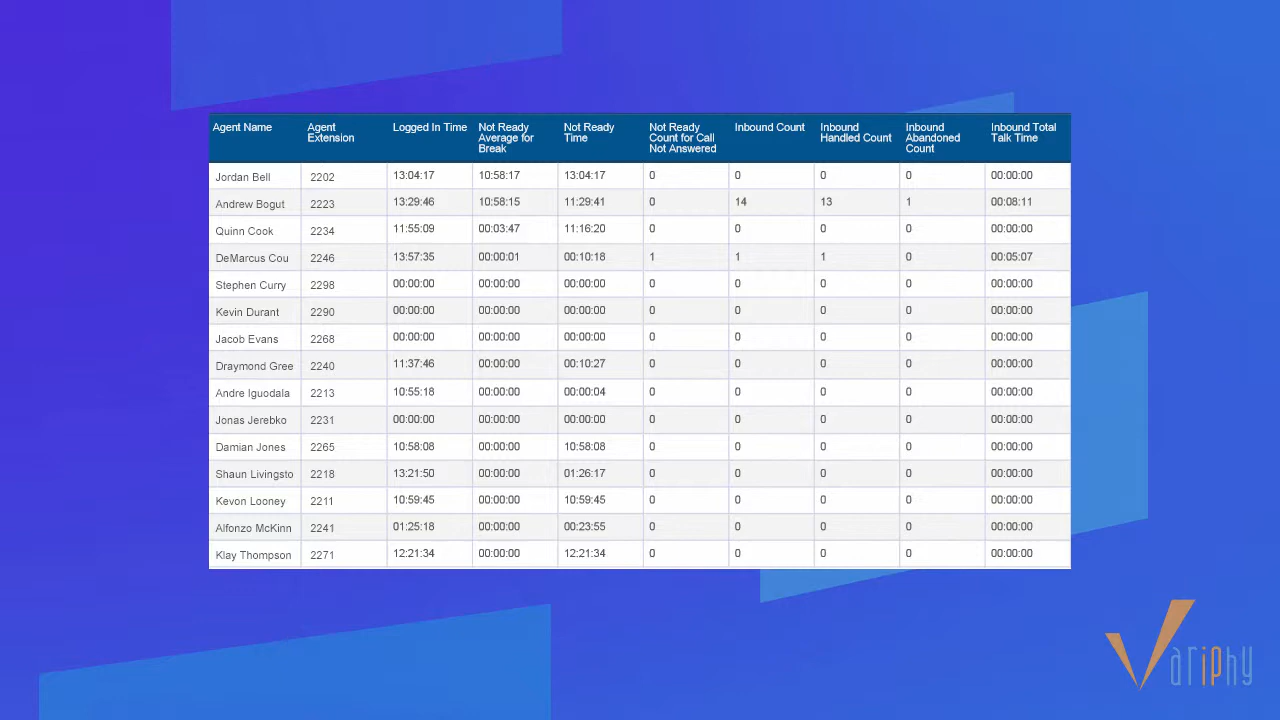 Agent Name Agent Extension Logged In Time Not Ready Average for Break Not Ready Time Not Ready Count for Call Not Answered Inbound Count Inbound Handled Count Inbound Abandoned Count Inbound Total Talk Time
Jordan Bell 2202 13:04:17 10:58:17 13:04:17 0 0 0 0 00:00:00
Andrew Bogut 2223 13:29:46 10:58:15 11:29:41 0 14 13 1 00:08:11
Quinn Cook 2234 11:55:09 00:03:47 11:16:20 0 0 0 0 00:00:00
DeMarcus Cou 2246 13:57:35 00:00:01 00:10:18 1 1 1 0 00:05:07
Stephen Curry 2298 00:00:00 00:00:00 00:00:00 0 0 0 0 00:00:00
Kevin Durant 2290 00:00:00 00:00:00 00:00:00 0 0 0 0 00:00:00
Jacob Evans 2268 00:00:00 00:00:00 00:00:00 0 0 0 0 00:00:00
Draymond Gree 2240 11:37:46 00:00:00 00:10:27 0 0 0 0 00:00:00
Andre Iguodala 2213 10:55:18 00:00:00 00:00:04 0 0 0 0 00:00:00
Jonas Jerebko 2231 00:00:00 00:00:00 00:00:00 0 0 0 0 00:00:00
Damian Jones 2265 10:58:08 00:00:00 10:58:08 0 0 0 0 00:00:00
Shaun Livingsto 2218 13:21:50 00:00:00 01:26:17 0 0 0 0 00:00:00
Kevon Looney 2211 10:59:45 00:00:00 10:59:45 0 0 0 0 00:00:00
Alfonzo McKinn 2241 01:25:18 00:00:00 00:23:55 0 0 0 0 00:00:00
Klay Thompson 2271 12:21:34 00:00:00 12:21:34 0 0 0 0 00:00:00
Variphy